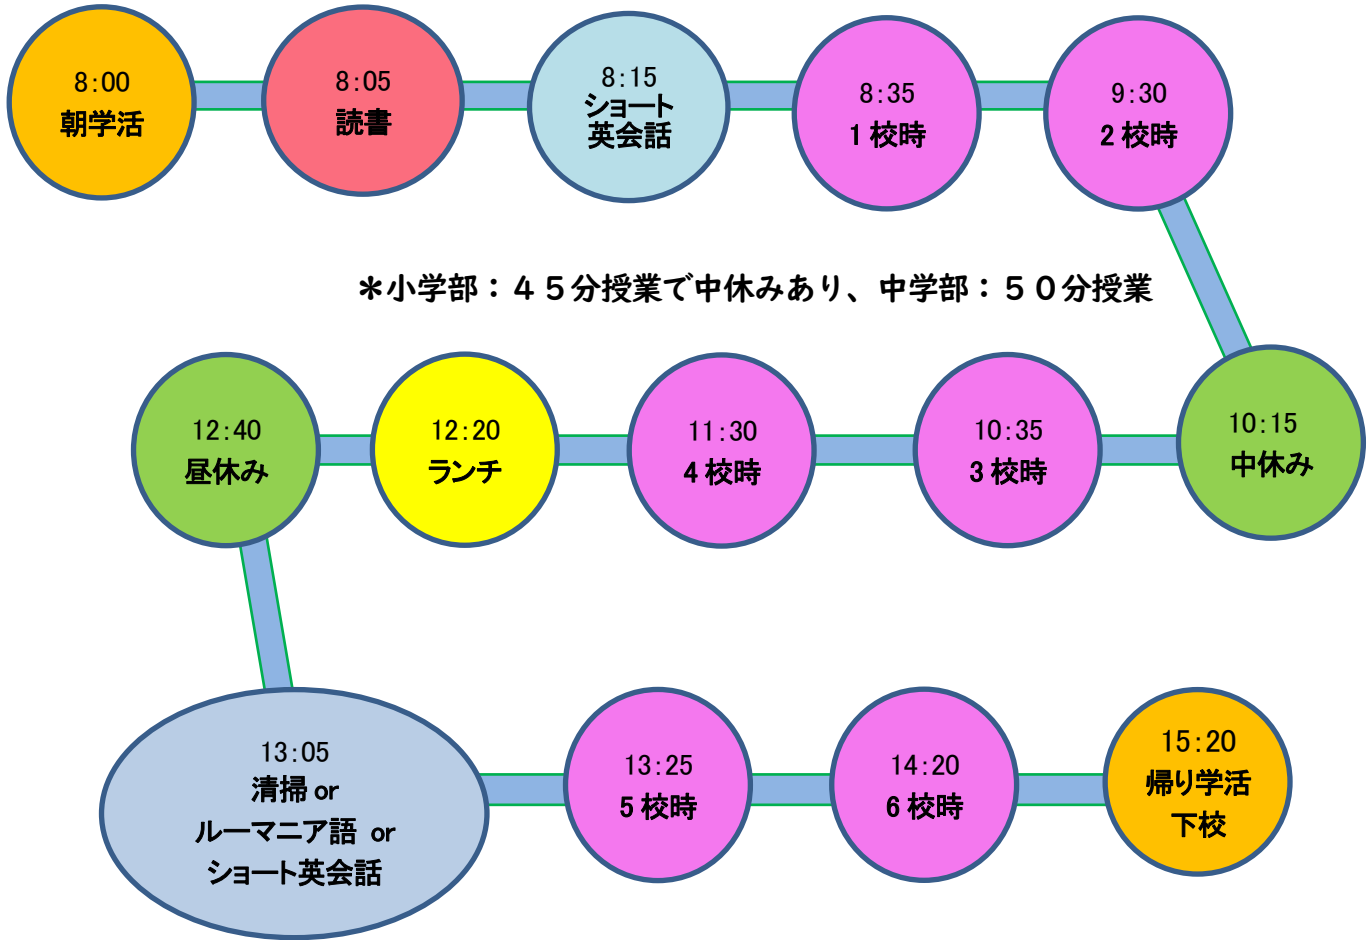 8:00
朝学活
8:05
読書
8:15
ショート
英会話
8:35
1 校時
9:30
2 校時
＊小学部：４５分授業で中休みあり、中学部：５０分授業
10:15
中休み
10:35
3 校時
11:30
4 校時
12:20
ランチ
12:40
昼休み
13:05
清掃 or
ルーマニア語 or
ショート英会話
13:25
5 校時
14:20
6 校時
15:20
帰り学活
下校